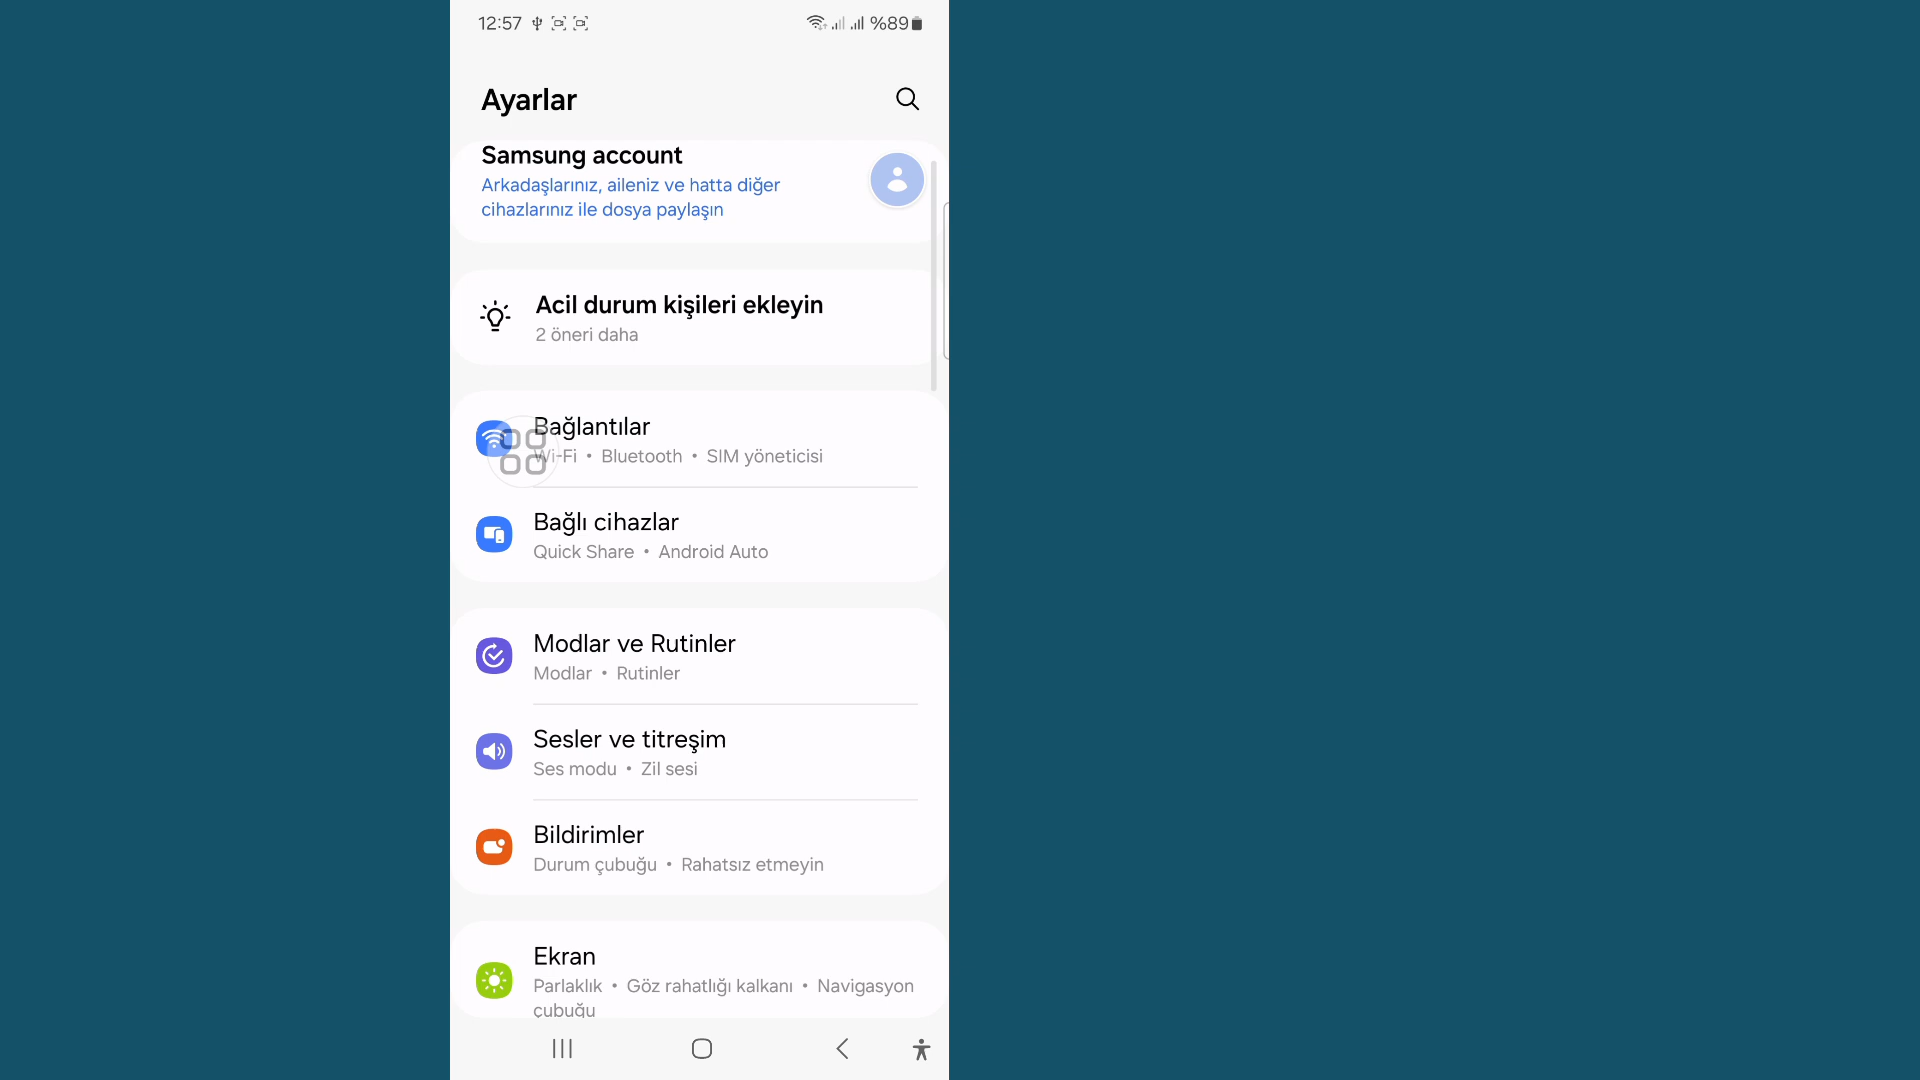 12:57 %89
Ayarlar
Samsung account
Arkadaşlarınız, aileniz ve hatta diğer
cihazlarınız ile dosya paylaşın
Acil durum kişileri ekleyin
2 öneri daha
Bağlantılar
Wi-Fi • Bluetooth • SIM yöneticisi
Bağlı cihazlar
Quick Share • Android Auto
Modlar ve Rutinler
Modlar • Rutinler
Sesler ve titreşim
Ses modu • Zil sesi
Bildirimler
Durum çubuğu • Rahatsız etmeyin
Ekran
Parlaklık • Göz rahatlığı kalkanı • Navigasyon
çubuğu